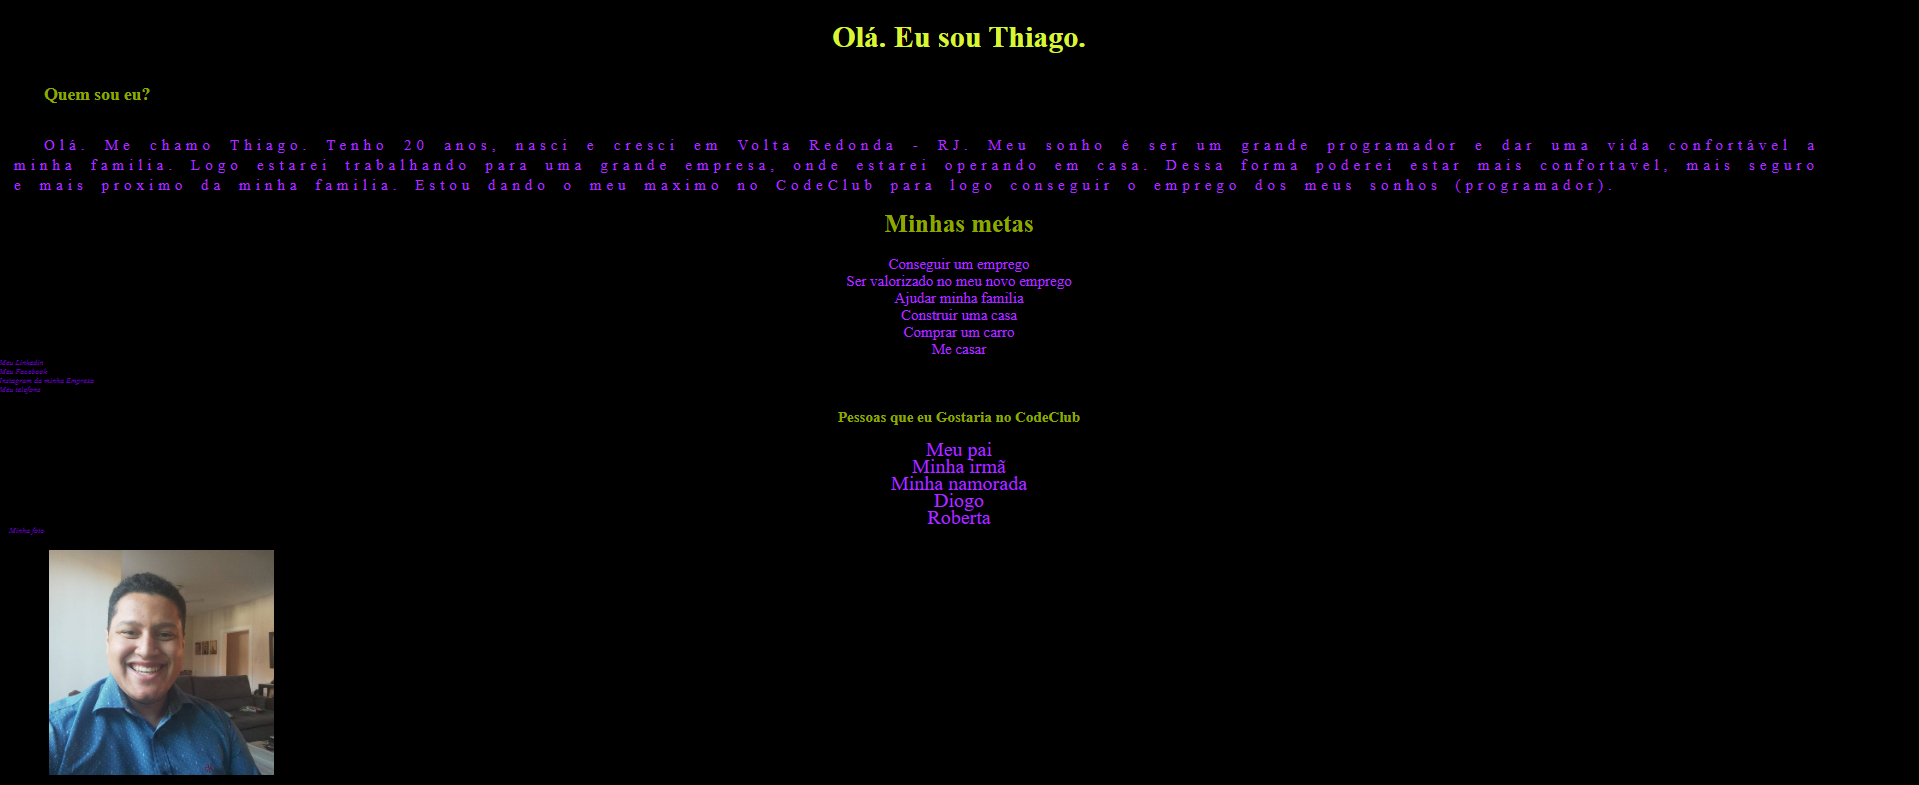 Olá. Eu sou Thiago.
Quem sou eu?
Olá. Me chamo Thiago. Tenho 20 anos, nasci e cresci em Volta Redonda - RJ. Meu sonho é ser um grande programador e dar uma vida confortável a
minha familia. Logo estarei trabalhando para uma grande empresa, onde estarei operando em casa. Dessa forma poderei estar mais confortavel, mais seguro
e mais proximo da minha familia. Estou dando o meu maximo no CodeClub para logo conseguir o emprego dos meus sonhos (programador).
Minhas metas
Conseguir um emprego
Ser valorizado no meu novo emprego
Ajudar minha familia
Construir uma casa
Comprar um carro
Me casar
Meu Linkedin
Meu Facebook
Instagram da minha Empresa
Meu telefone
Pessoas que eu Gostaria no CodeClub
Meu pai
Minha irmã
Minha namorada
Diogo
Roberta
Minha foto